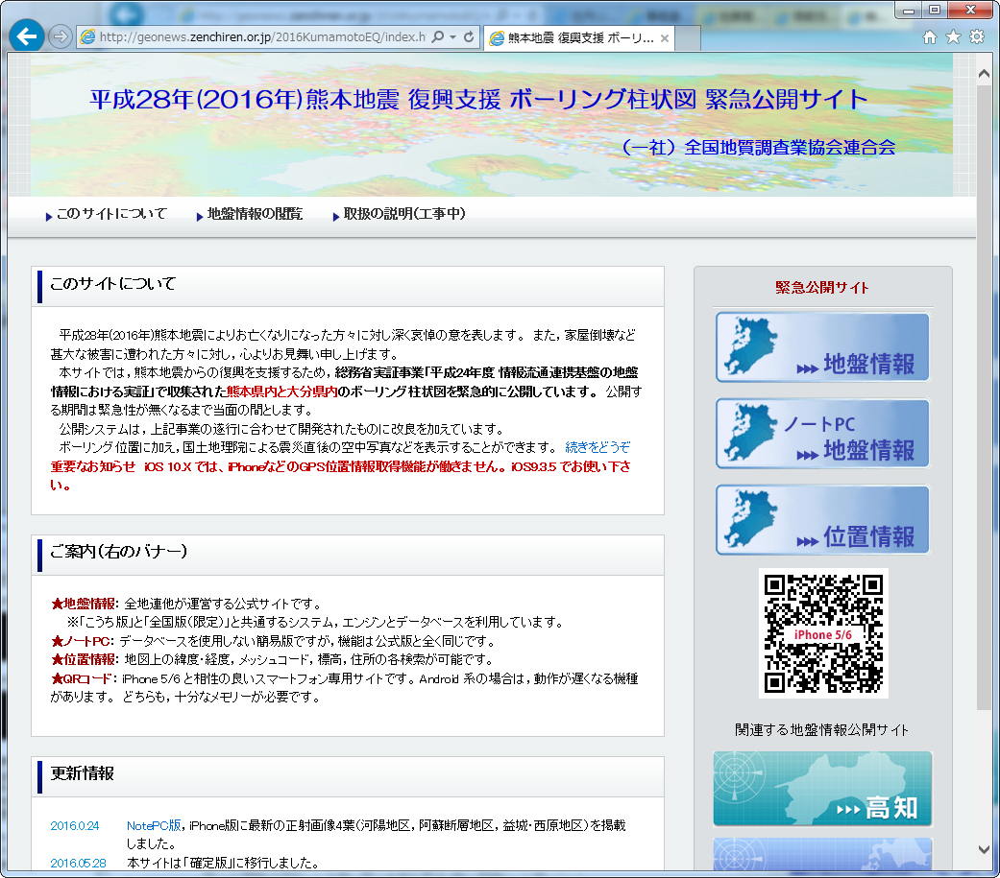 http://geonews.zenchiren.or.jp/2016KumamotoEQ/index.h
熊本地震 復興支援 ボーリ...
平成28年(2016年)熊本地震 復興支援 ボーリング柱状図 緊急公開サイト
（一社）全国地質調査業協会連合会
このサイトについて 地盤情報の閲覧 取扱の説明(工事中)
このサイトについて
平成28年(2016年)熊本地震によりお亡くなりになった方々に対し深く哀悼の意を表します。また，家屋倒壊など
甚大な被害に遭われた方々に対し，心よりお見舞い申し上げます。
本サイトでは，熊本地震からの復興を支援するため，総務省実証事業｢平成24年度 情報流通連携基盤の地盤
情報における実証｣で収集された熊本県内と大分県内のボーリング柱状図を緊急的に公開しています。公開す
る期間は緊急性が無くなるまで当面の間とします。
公開システムは，上記事業の遂行に合わせて開発されたものに改良を加えています。
ボーリング位置に加え，国土地理院による震災直後の空中写真などを表示することができます。 続きをどうぞ
重要なお知らせ iOS 10.X では、iPhoneなどのGPS位置情報取得機能が働きません。iOS9.3.5 でお使い下さ
い。
ご案内(右のバナー)
★地盤情報: 全地連他が運営する公式サイトです。
※｢こうち版｣と｢全国版(限定)｣と共通するシステム，エンジンとデータベースを利用しています。
★ノートPC: データベースを使用しない簡易版ですが，機能は公式版と全く同じです。
★位置情報: 地図上の緯度･経度，メッシュコード，標高，住所の各検索が可能です。
★QRコード: iPhone 5/6 と相性の良いスマートフォン専用サイトです。Android 系の場合は，動作が遅くなる機種
があります。 どちらも，十分なメモリーが必要です。
更新情報
2016.0.24 NotePC版，iPhone版に最新の正射画像4葉(河陽地区，阿蘇断層地区，益城･西原地区)を掲載
しました。
2016.05.28 本サイトは｢確定版｣に移行しました。
緊急公開サイト
地盤情報
ノートPC
地盤情報
位置情報
iPhone 5/6
関連する地盤情報公開サイト
高知